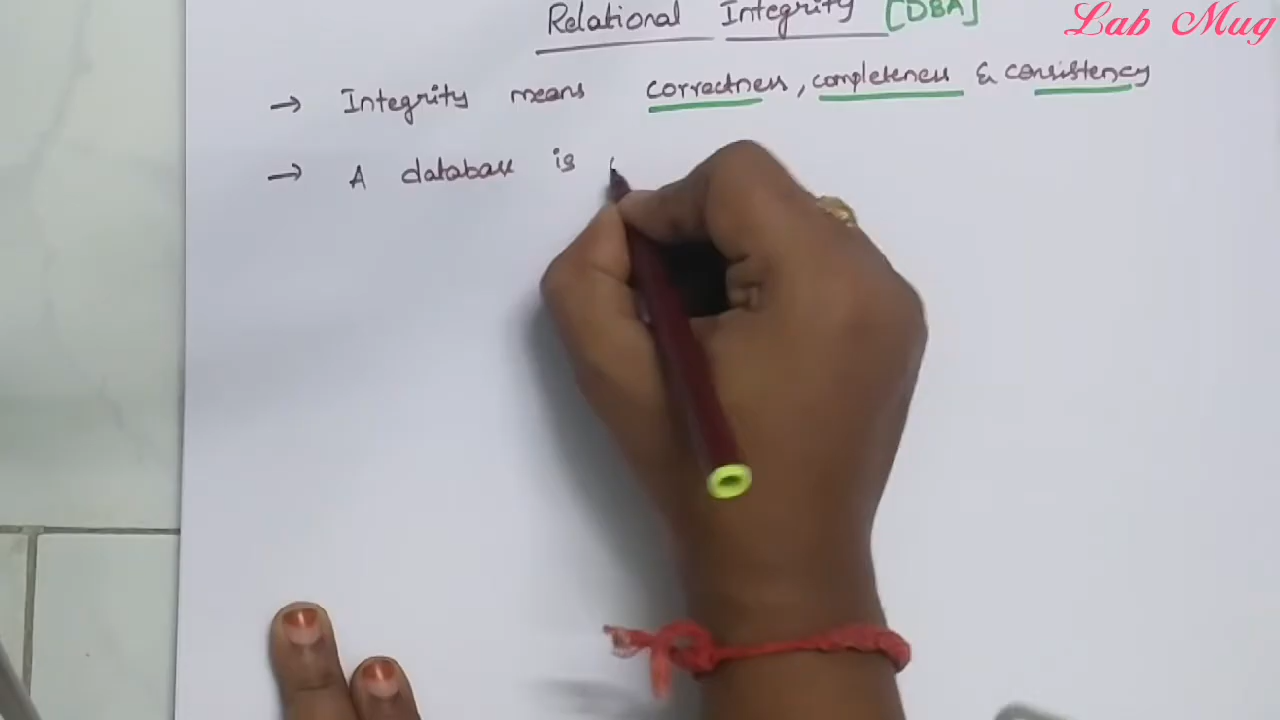 Relational Integrity [DBA]
Lab Mug
→ Integrity means correctness, completeness & consistency
→ A database is